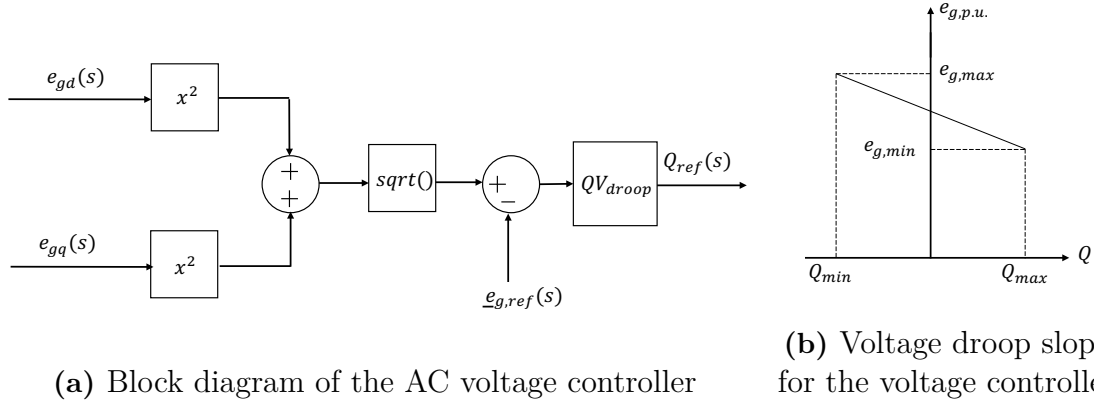 e_{gd}(s)
x^2
+
+
e_{gq}(s)
x^2
sqrt()
+
−
e_{g,ref}(s)
QV_{droop}
Q_{ref}(s)
e_{g,p.u.}
e_{g,max}
e_{g,min}
Q
Q_{min}
Q_{max}
(a) Block diagram of the AC voltage controller
(b) Voltage droop slop
for the voltage controlle